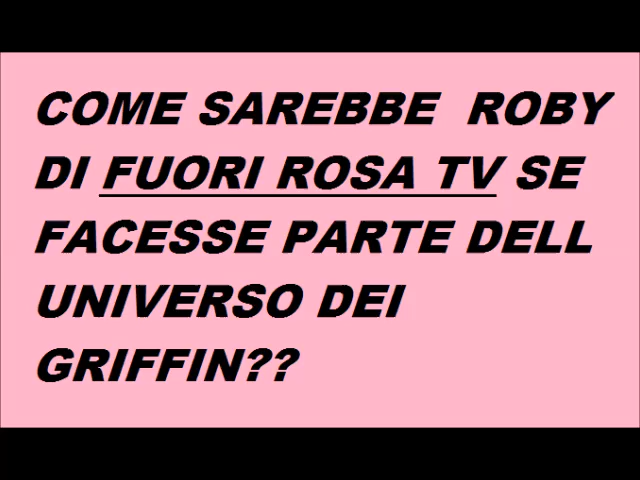 COME SAREBBE ROBY
DI FUORI ROSA TV SE
FACESSE PARTE DELL
UNIVERSO DEI
GRIFFIN??